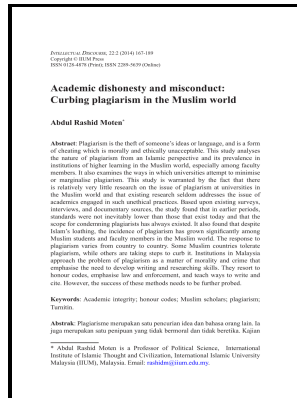 INTELLECTUAL DISCOURSE, 22:2 (2014) 167-189
Copyright © IIUM Press
ISSN 0128-4878 (Print); ISSN 2289-5639 (Online)
Academic dishonesty and misconduct:
Curbing plagiarism in the Muslim world
Abdul Rashid Moten*
Abstract: Plagiarism is the theft of someone's ideas or language, and is a form
of cheating which is morally and ethically unacceptable. This study analyses
the nature of plagiarism from an Islamic perspective and its prevalence in
institutions of higher learning in the Muslim world, especially among faculty
members. It also examines the ways in which universities attempt to minimise
or marginalise plagiarism. This study is warranted by the fact that there
is relatively very little research on the issue of plagiarism at universities in
the Muslim world and that existing research seldom addresses the issue of
academics engaged in such unethical practices. Based upon existing surveys,
interviews, and documentary sources, the study found that in earlier periods,
standards were not inevitably lower than those that exist today and that the
scope for condemning plagiarists has always existed. It also found that despite
Islam's loathing, the incidence of plagiarism has grown significantly among
Muslim students and faculty members in the Muslim world. The response to
plagiarism varies from country to country. Some Muslim countries tolerate
plagiarism, while others are taking steps to curb it. Institutions in Malaysia
approach the problem of plagiarism as a matter of morality and crime that
emphasise the need to develop writing and researching skills. They resort to
honour codes, emphasise law and enforcement, and teach ways to write and
cite. However, the success of these methods needs to be further probed.
Keywords: Academic integrity; honour codes; Muslim scholars; plagiarism;
Turnitin.
Abstrak: Plagiarisme merupakan satu pencurian idea dan bahasa orang lain. Ia
juga merupakan satu penipuan yang tidak bermoral dan tidak beretika. Kajian
* Abdul Rashid Moten is a Professor of Political Science, International
Institute of Islamic Thought and Civilization, International Islamic University
Malaysia (IIUM), Malaysia. Email: rashidm@iium.edu.my.